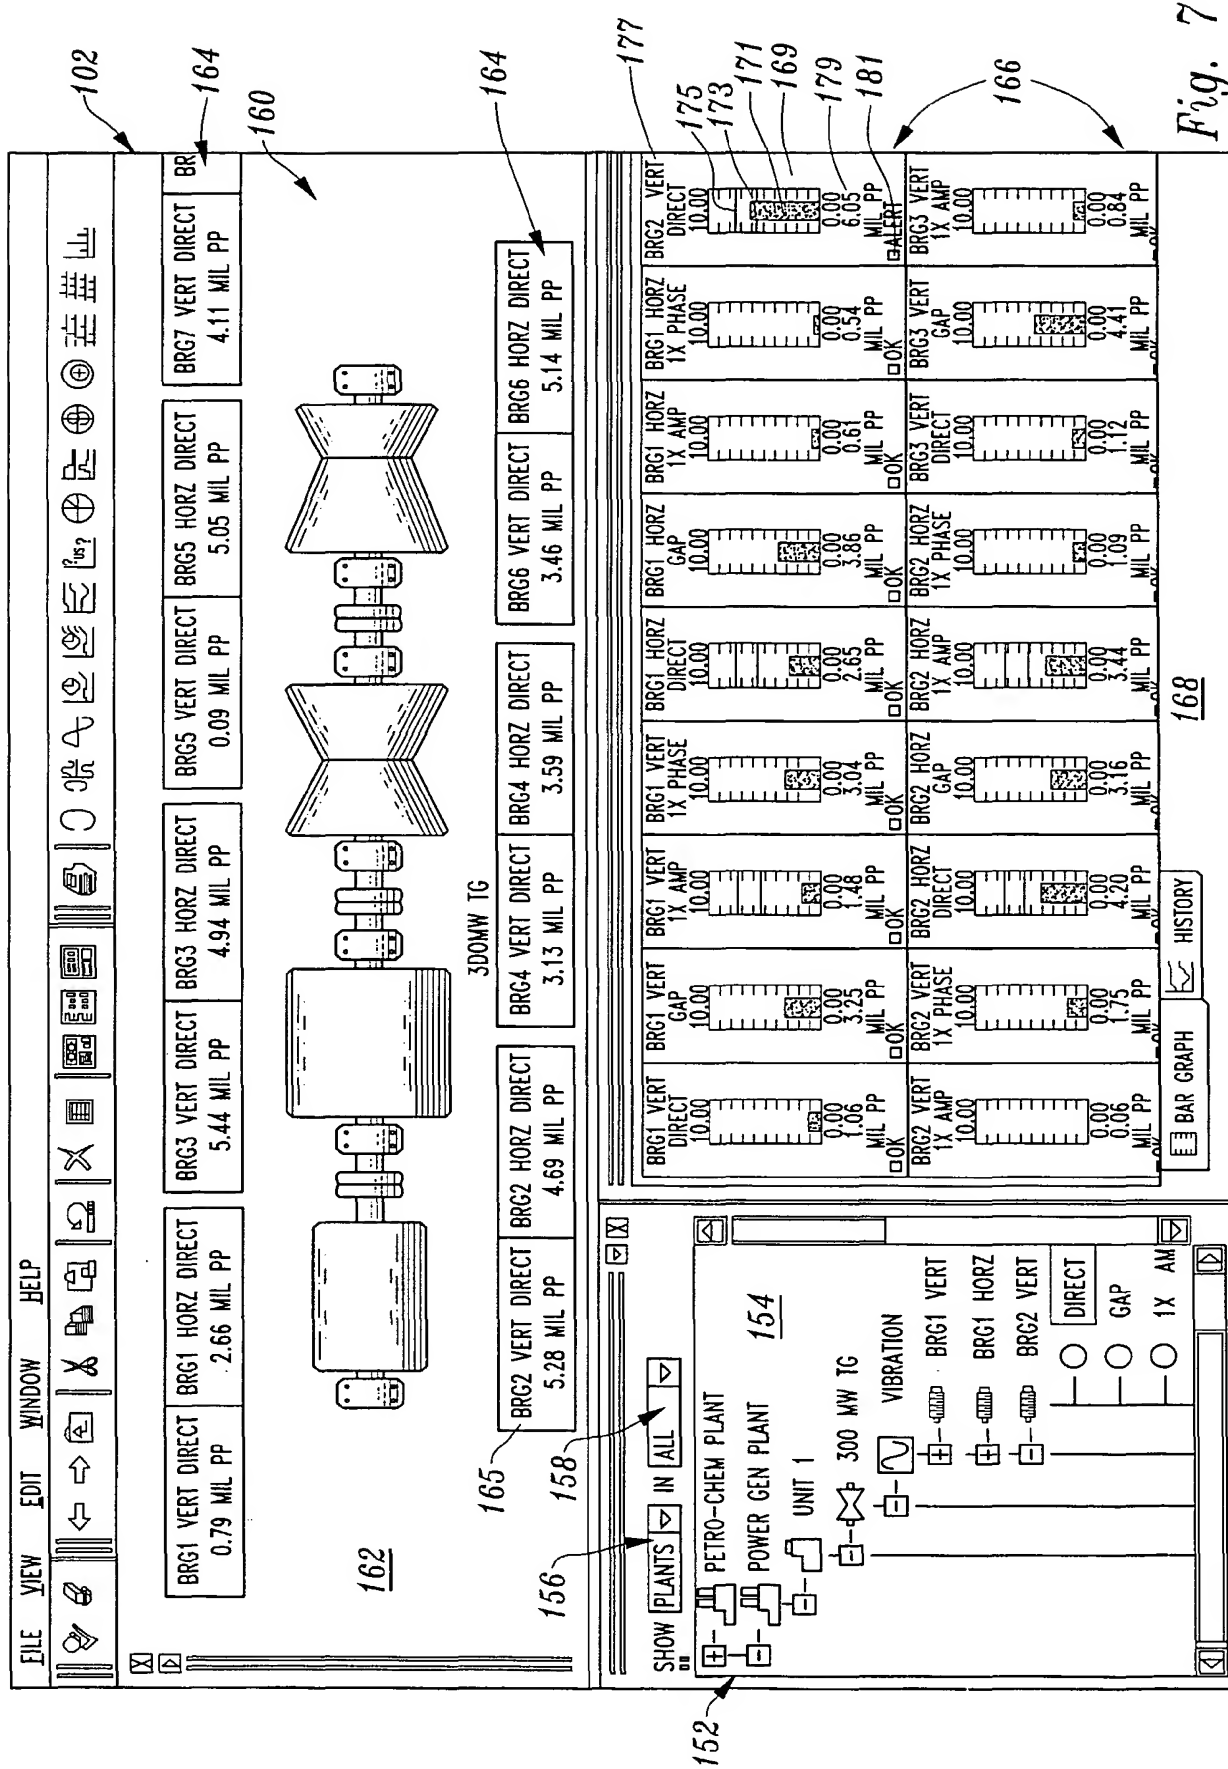 FILE VIEW EDIT WINDOW HELP
102
?us?
BRG1 VERT DIRECT
0.79 MIL PP
BRG1 HORZ DIRECT
2.66 MIL PP
BRG3 VERT DIRECT
5.44 MIL PP
BRG3 HORZ DIRECT
4.94 MIL PP
BRG5 VERT DIRECT
0.09 MIL PP
BRG5 HORZ DIRECT
5.05 MIL PP
BRG7 VERT DIRECT
4.11 MIL PP
BR
164
160
162
3DOMW TG
165
BRG2 VERT DIRECT
5.28 MIL PP
BRG2 HORZ DIRECT
4.69 MIL PP
BRG4 VERT DIRECT
3.13 MIL PP
BRG4 HORZ DIRECT
3.59 MIL PP
BRG6 VERT DIRECT
3.46 MIL PP
BRG6 HORZ DIRECT
5.14 MIL PP
164
156
158
SHOW PLANTS IN ALL
152
154
PETRO-CHEM PLANT
POWER GEN PLANT
UNIT 1
300 MW TG
VIBRATION
BRG1 VERT
BRG1 HORZ
BRG2 VERT
DIRECT
GAP
1X AM
BRG1 VERT
DIRECT
10.00
0.00
1.06
MIL PP
OK
BRG1 VERT
GAP
10.00
0.00
3.25
MIL PP
OK
BRG1 VERT
1X AMP
10.00
0.00
1.48
MIL PP
OK
BRG1 VERT
1X PHASE
10.00
0.00
3.04
MIL PP
OK
BRG1 HORZ
DIRECT
10.00
0.00
2.65
MIL PP
OK
BRG1 HORZ
GAP
10.00
0.00
3.86
MIL PP
OK
BRG1 HORZ
1X AMP
10.00
0.00
0.61
MIL PP
OK
BRG1 HORZ
1X PHASE
10.00
0.00
0.54
MIL PP
OK
BRG2 VERT
DIRECT
10.00
0.00
6.05
MIL PP
ALERT
177
175
173
171
169
179
181
166
BRG2 VERT
1X AMP
10.00
0.00
0.06
MIL PP
OK
BRG2 VERT
1X PHASE
10.00
0.00
1.75
MIL PP
OK
BRG2 HORZ
DIRECT
10.00
0.00
4.20
MIL PP
OK
BRG2 HORZ
GAP
10.00
0.00
3.16
MIL PP
OK
BRG2 HORZ
1X AMP
10.00
0.00
3.44
MIL PP
OK
BRG2 HORZ
1X PHASE
10.00
0.00
1.09
MIL PP
OK
BRG3 VERT
DIRECT
10.00
0.00
1.12
MIL PP
OK
BRG3 VERT
GAP
10.00
0.00
4.41
MIL PP
OK
BRG3 VERT
1X AMP
10.00
0.00
0.84
MIL PP
OK
BAR GRAPH
HISTORY
168
Fig. 7